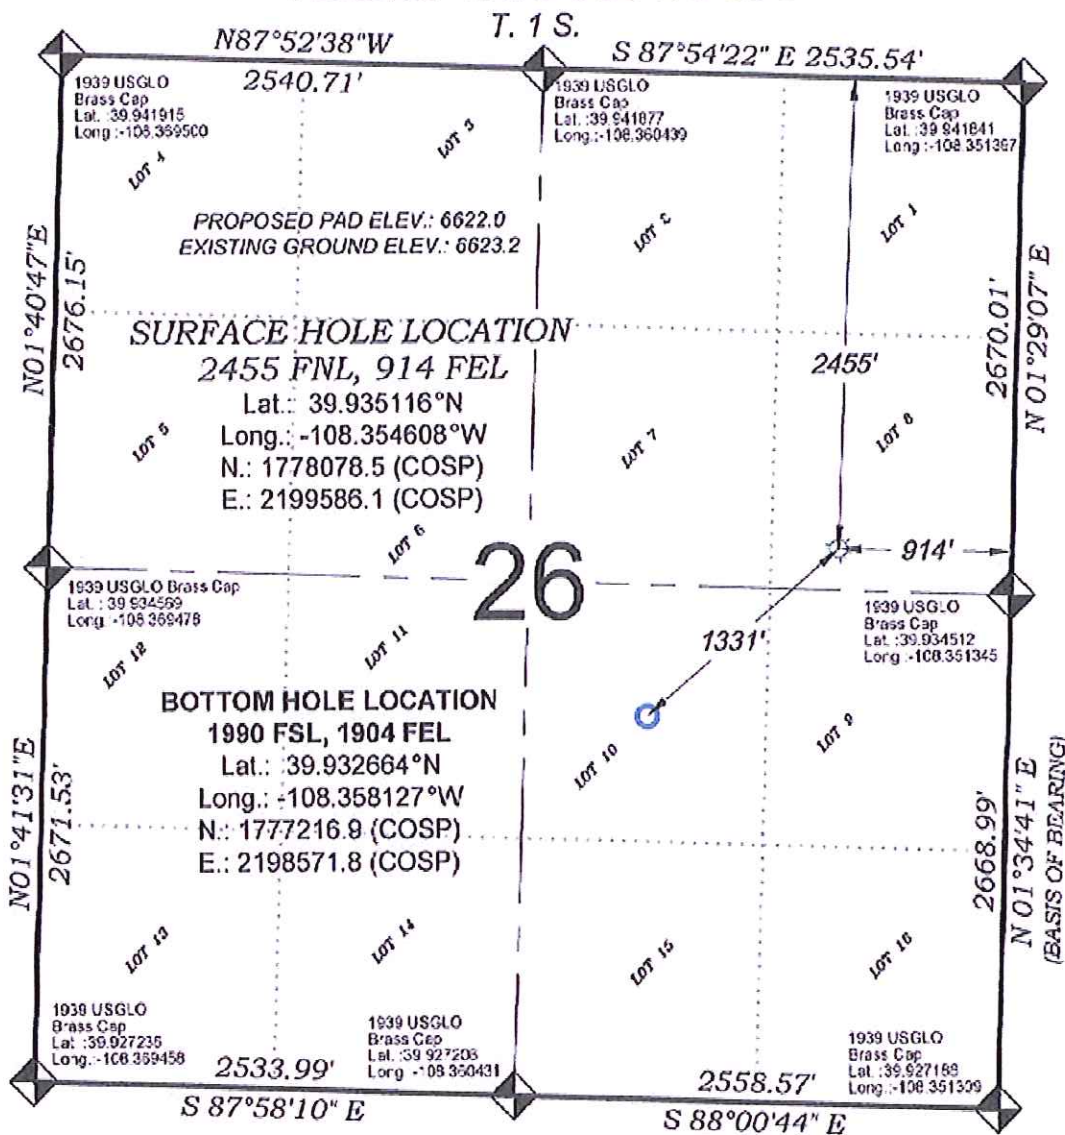 T. 1 S.
N87°52'38"W
2540.71'
S 87°54'22" E 2535.54'
1939 USGLO
Brass Cap
Lat. :39.941915
Long :-108.369500
1939 USGLO
Brass Cap
Lat. :39.941877
Long :-108.360439
1939 USGLO
Brass Cap
Lat. :39.941841
Long :-108.351397
LOT 4
LOT 3
LOT 2
LOT 1
PROPOSED PAD ELEV.: 6622.0
EXISTING GROUND ELEV.: 6623.2
N01°40'47"E
2676.15'
SURFACE HOLE LOCATION
2455 FNL, 914 FEL
Lat.: 39.935116°N
Long.: -108.354608°W
N.: 1778078.5 (COSP)
E.: 2199586.1 (COSP)
2455'
2670.01'
N 01°29'07" E
LOT 5
LOT 6
LOT 7
LOT 8
26
914'
1331'
1939 USGLO Brass Cap
Lat. : 39.934569
Long :-108.369478
1939 USGLO
Brass Cap
Lat. :39.934512
Long :-108.351345
LOT 12
LOT 11
LOT 10
LOT 9
BOTTOM HOLE LOCATION
1990 FSL, 1904 FEL
Lat.: 39.932664°N
Long.: -108.358127°W
N.: 1777216.9 (COSP)
E.: 2198571.8 (COSP)
N01°41'31"E
2671.53'
2668.99'
N 01°34'41" E
(BASIS OF BEARING)
LOT 13
LOT 14
LOT 15
LOT 16
1939 USGLO
Brass Cap
Lat :39.927235
Long.:-108.369458
1939 USGLO
Brass Cap
Lat. :39.927206
Long :-108.360431
1939 USGLO
Brass Cap
Lat.:39.927188
Long.:-108.351309
2533.99'
S 87°58'10" E
2558.57'
S 88°00'44" E